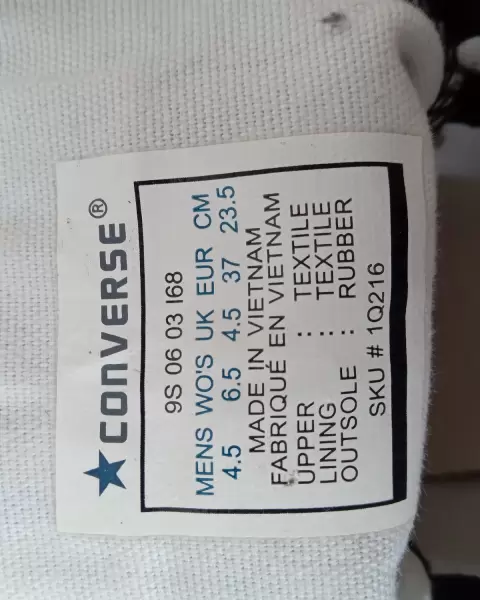 CONVERSE®
9S 06 03 I68
MENS WO'S UK EUR CM
4.5 6.5 4.5 37 23.5
MADE IN VIETNAM
FABRIQUÉ EN VIETNAM
UPPER : TEXTILE
LINING : TEXTILE
OUTSOLE : RUBBER
SKU # 1Q216